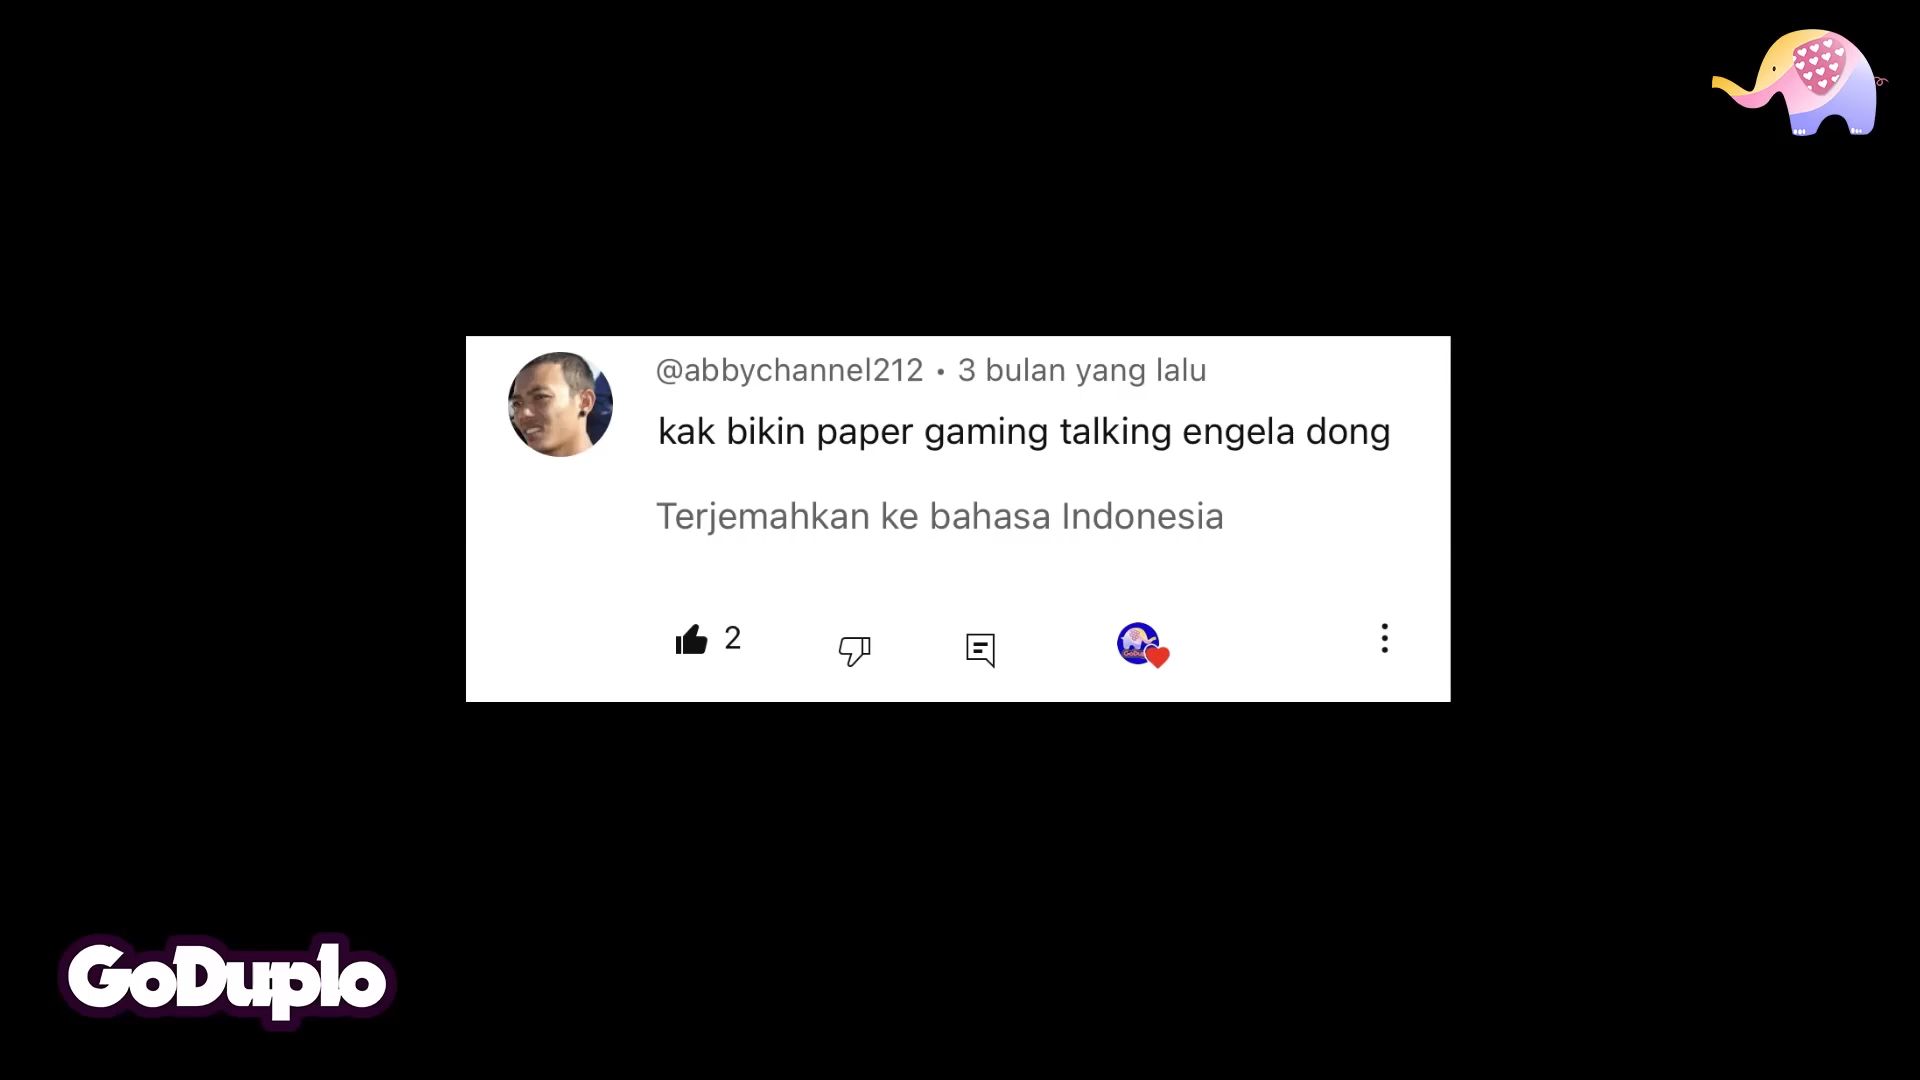 @abbychannel212 • 3 bulan yang lalu
kak bikin paper gaming talking engela dong
Terjemahkan ke bahasa Indonesia
2
GoDuplo